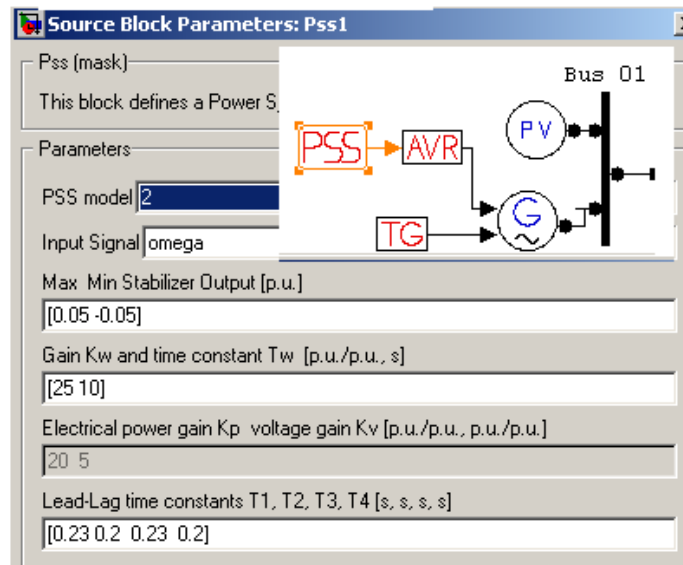 Source Block Parameters: Pss1
Pss (mask)
This block defines a Power S
Bus 01
PV
PSS
AVR
G
TG
Parameters
PSS model 2
Input Signal omega
Max Min Stabilizer Output [p.u.]
[0.05 -0.05]
Gain Kw and time constant Tw [p.u./p.u., s]
[25 10]
Electrical power gain Kp voltage gain Kv [p.u./p.u., p.u./p.u.]
20 5
Lead-Lag time constants T1, T2, T3, T4 [s, s, s, s]
[0.23 0.2 0.23 0.2]